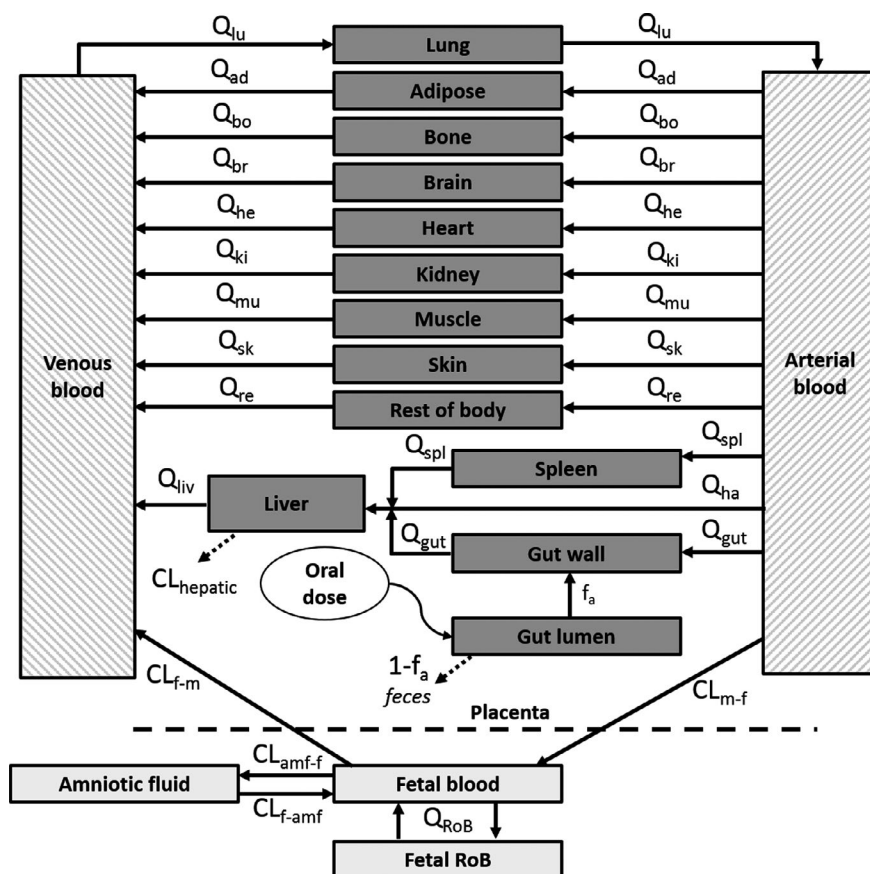 Q_lu Lung Q_lu
Q_ad Adipose Q_ad
Q_bo Bone Q_bo
Q_br Brain Q_br
Q_he Heart Q_he
Q_ki Kidney Q_ki
Q_mu Muscle Q_mu
Q_sk Skin Q_sk
Q_re Rest of body Q_re
Venous
blood
Arterial
blood
Q_spl Spleen Q_spl
Q_liv Liver Q_ha
Q_gut Gut wall Q_gut
CL_hepatic
Oral
dose
f_a
Gut lumen
1-f_a
feces
CL_f-m
CL_m-f
Placenta
Amniotic fluid
CL_amf-f
CL_f-amf
Fetal blood
Q_RoB
Fetal RoB